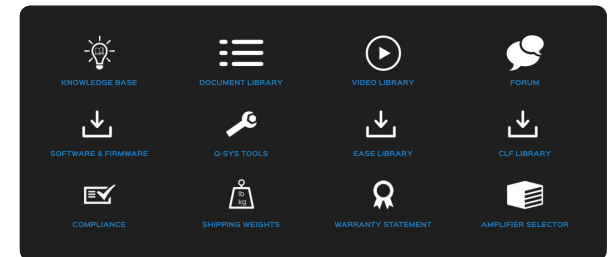 KNOWLEDGE BASE
DOCUMENT LIBRARY
VIDEO LIBRARY
FORUM
SOFTWARE & FIRMWARE
Q-SYS TOOLS
EASE LIBRARY
CLF LIBRARY
lb
kg
COMPLIANCE
SHIPPING WEIGHTS
WARRANTY STATEMENT
AMPLIFIER SELECTOR